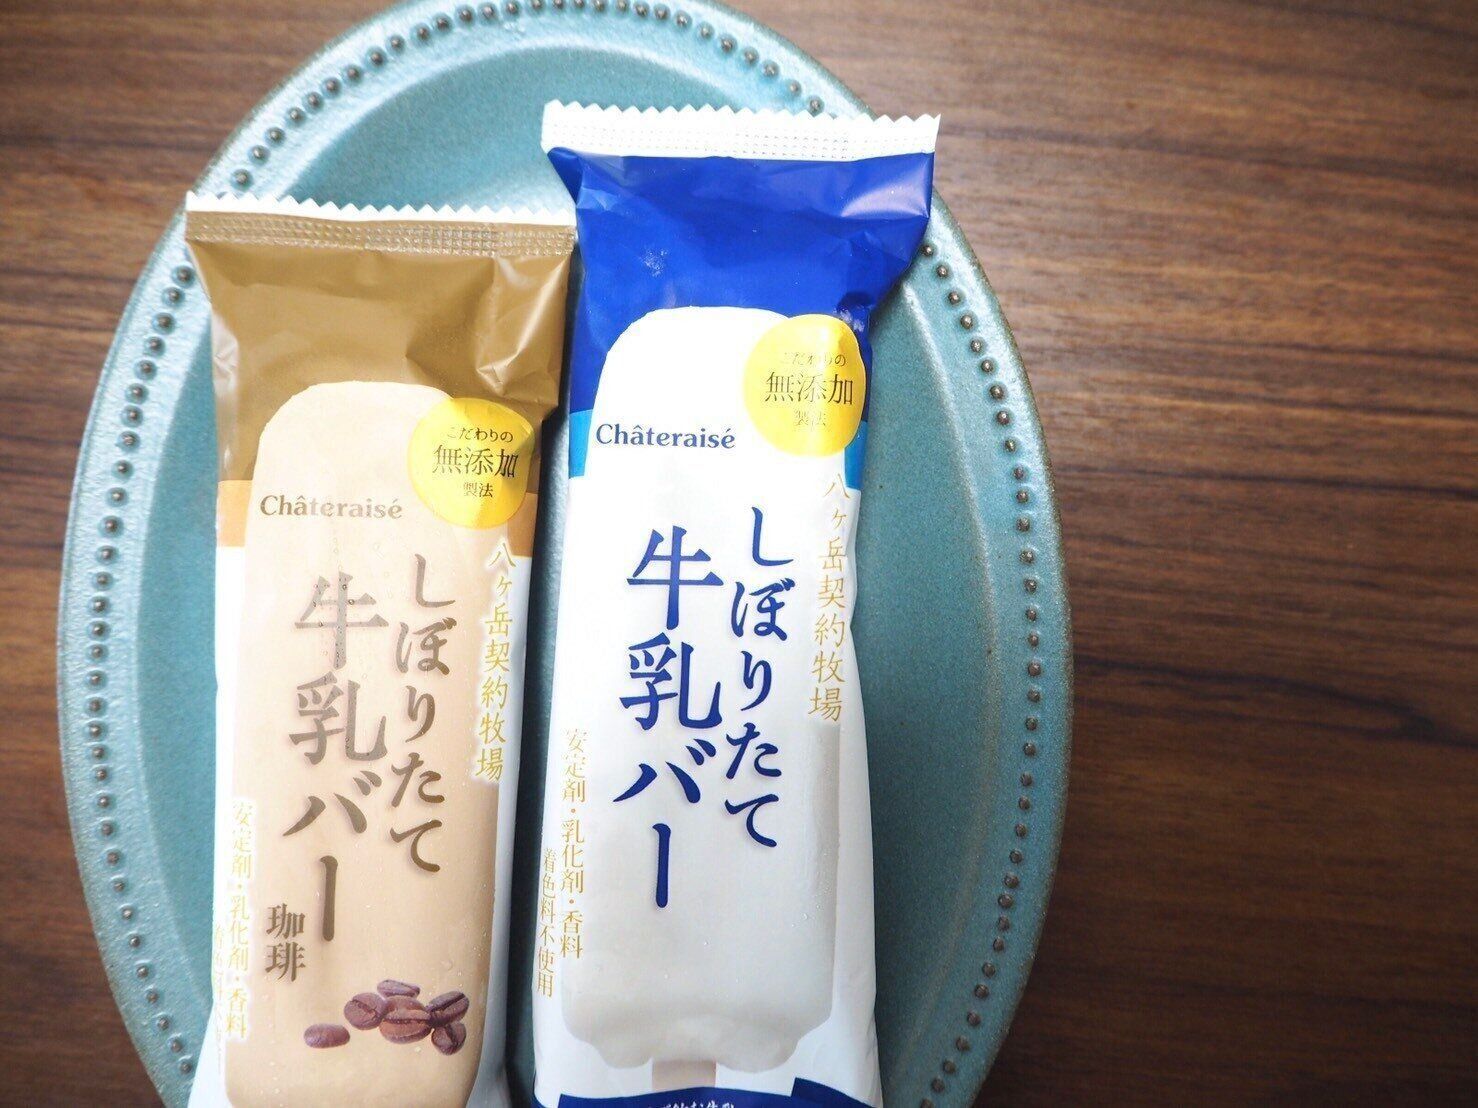 こだわりの
無添加
製法
Châteraisé
八ヶ岳契約牧場
しぼりたて
牛乳バー
珈琲
安定剤・乳化剤・香料
こだわりの
無添加
製法
Châteraisé
八ヶ岳契約牧場
しぼりたて
牛乳バー
安定剤・乳化剤・香料
着色料不使用